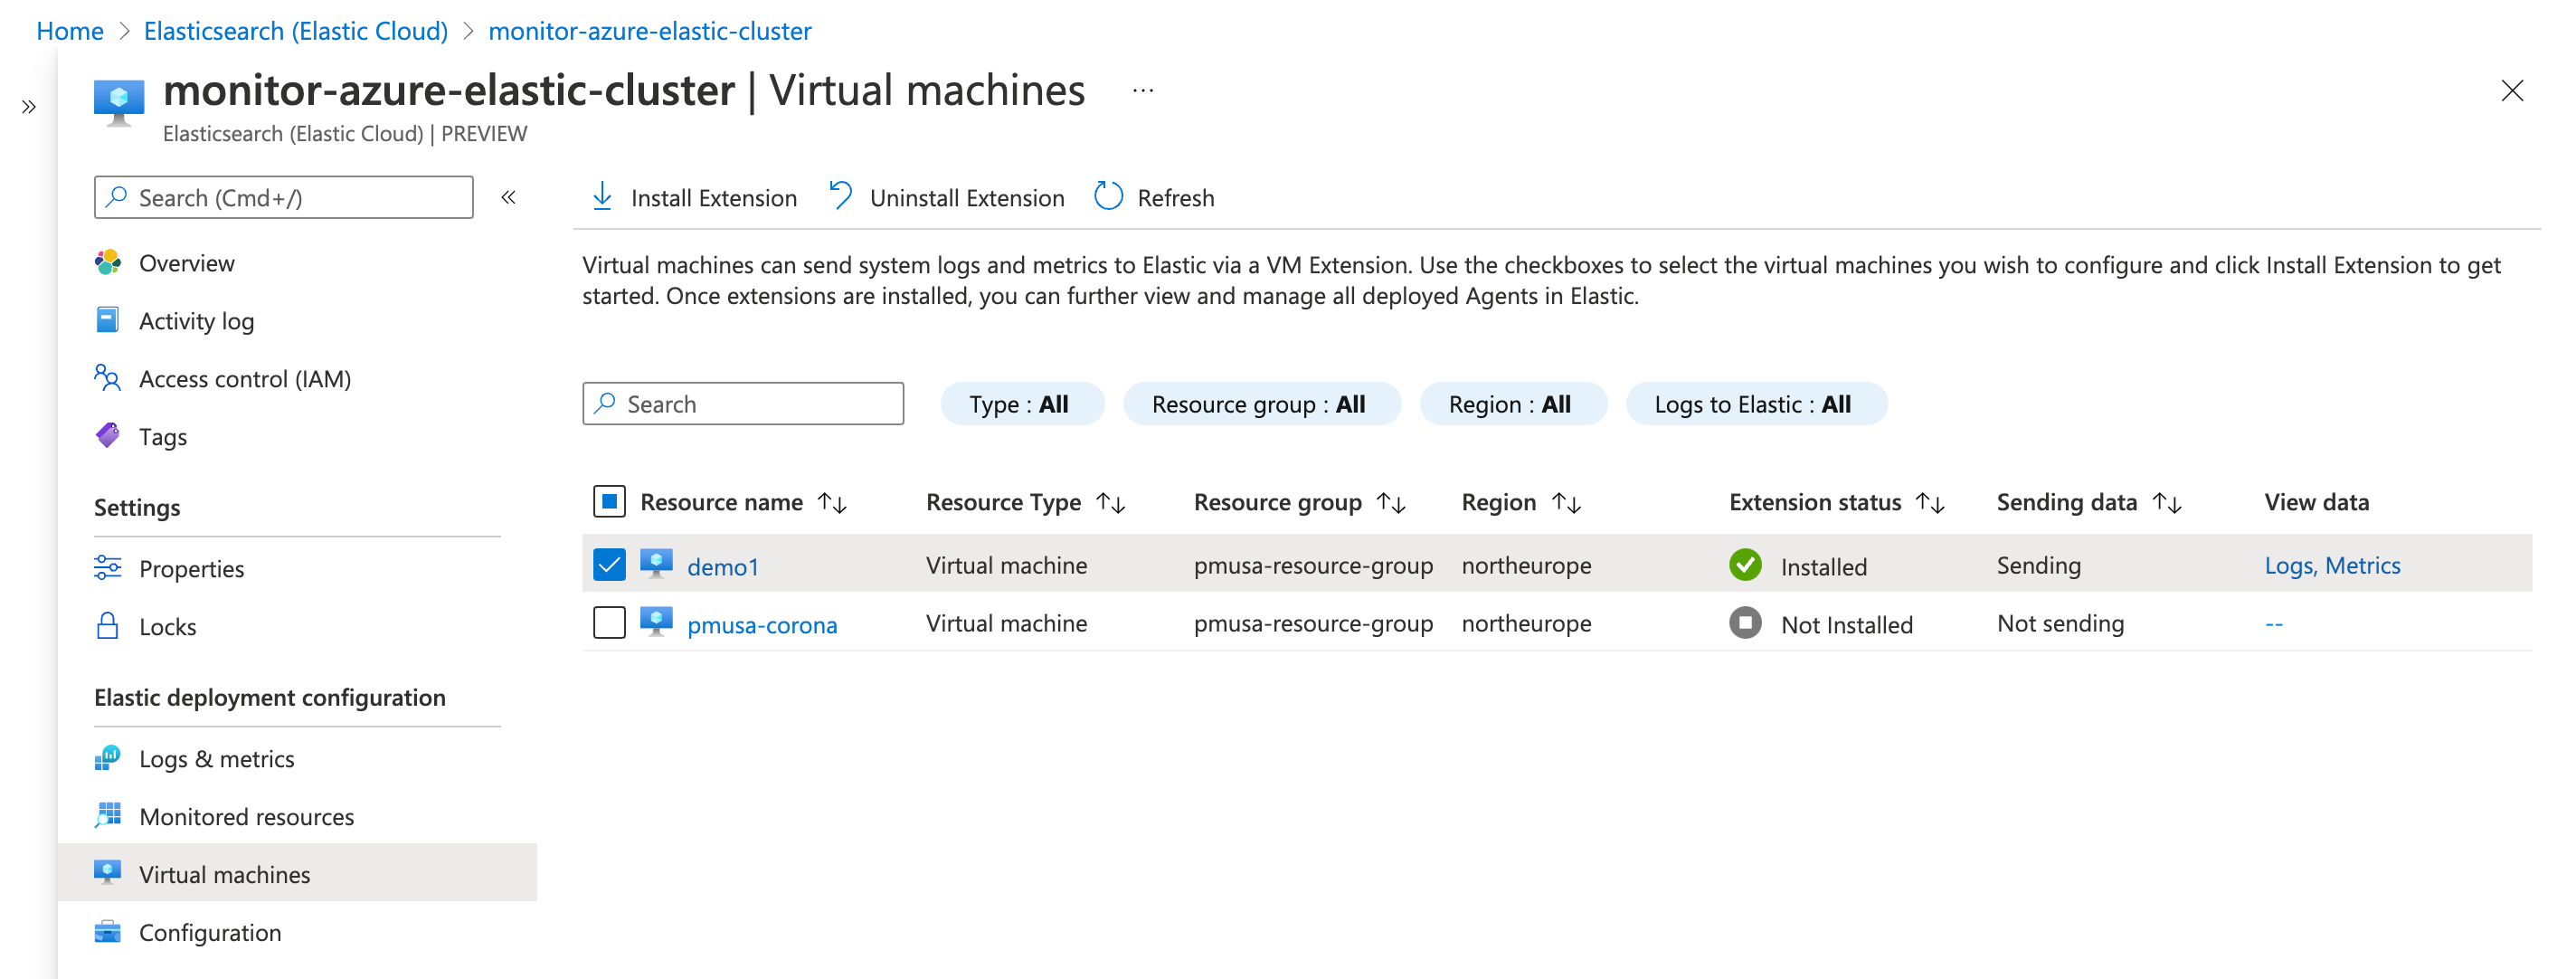 Home > Elasticsearch (Elastic Cloud) > monitor-azure-elastic-cluster
monitor-azure-elastic-cluster | Virtual machines ...
Elasticsearch (Elastic Cloud) | PREVIEW
Search (Cmd+/)
Overview
Activity log
Access control (IAM)
Tags
Settings
Properties
Locks
Elastic deployment configuration
Logs & metrics
Monitored resources
Virtual machines
Configuration
Install Extension Uninstall Extension Refresh
Virtual machines can send system logs and metrics to Elastic via a VM Extension. Use the checkboxes to select the virtual machines you wish to configure and click Install Extension to get
started. Once extensions are installed, you can further view and manage all deployed Agents in Elastic.
Search Type : All Resource group : All Region : All Logs to Elastic : All
Resource name Resource Type Resource group Region Extension status Sending data View data
demo1 Virtual machine pmusa-resource-group northeurope Installed Sending Logs, Metrics
pmusa-corona Virtual machine pmusa-resource-group northeurope Not Installed Not sending --